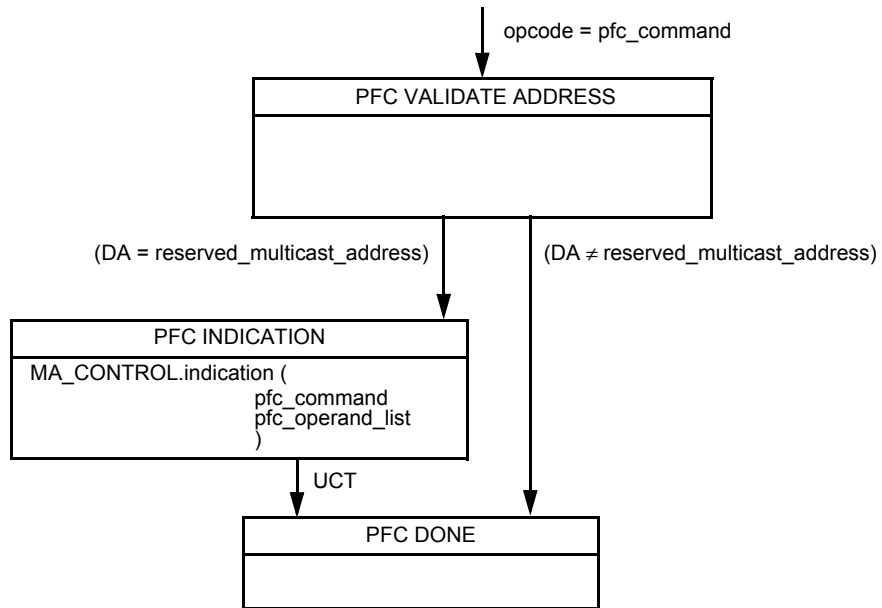 opcode = pfc_command
PFC VALIDATE ADDRESS
(DA = reserved_multicast_address)
(DA ≠ reserved_multicast_address)
PFC INDICATION
MA_CONTROL.indication (
pfc_command
pfc_operand_list
)
UCT
PFC DONE